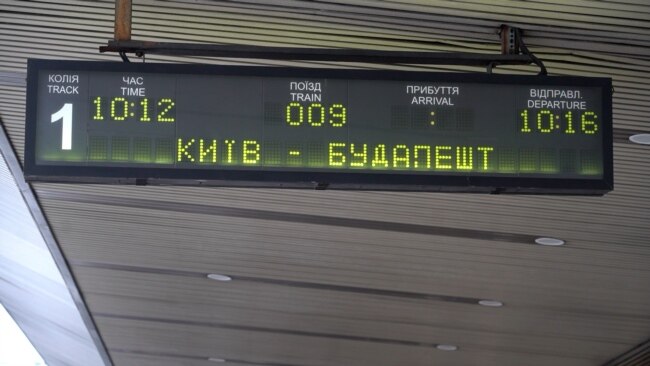 КОЛІЯ ЧАС ПОЇЗД ПРИБУТТЯ ВІДПРАВЛ.
TRACK TIME TRAIN ARRIVAL DEPARTURE
1 10:12 009 : 10:16
КИЇВ - БУДАПЕШТ